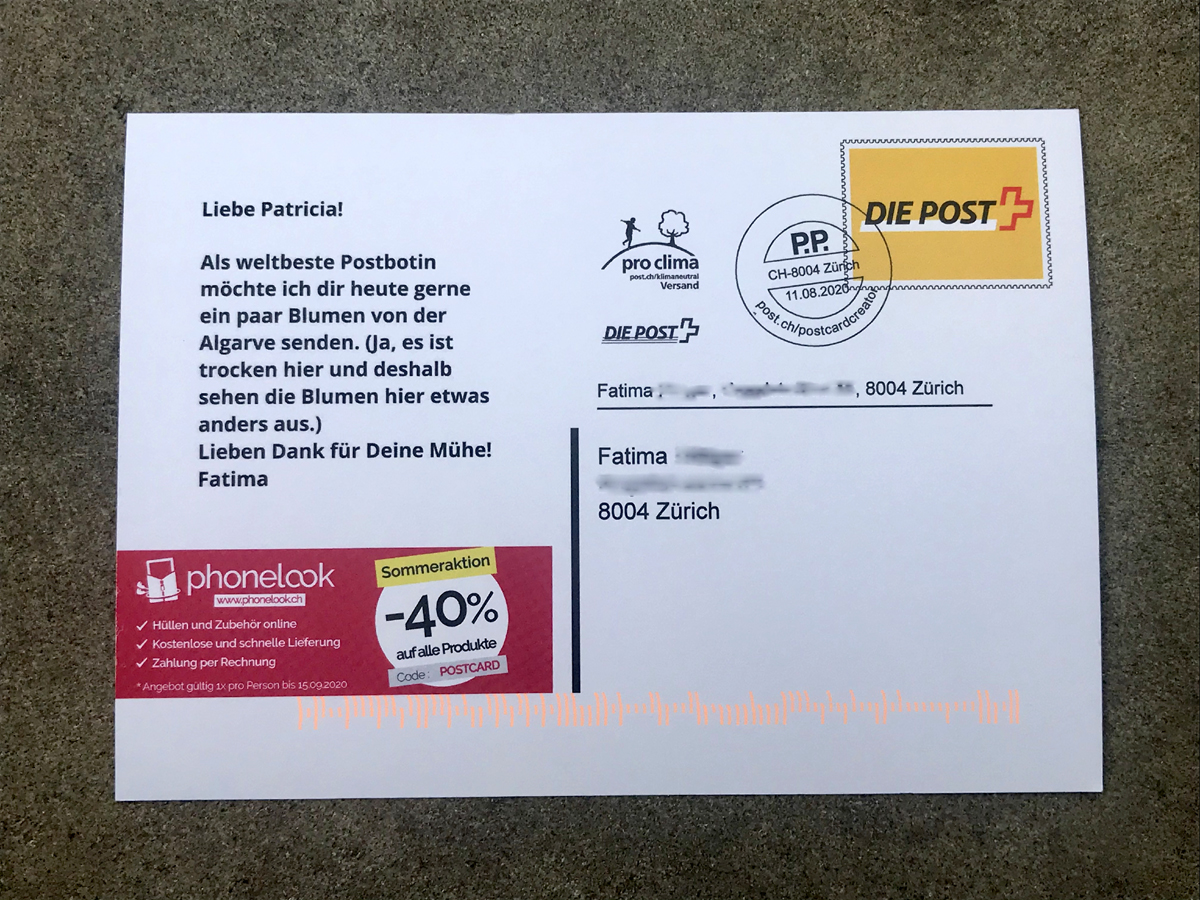 Liebe Patricia!
Als weltbeste Postbotin
möchte ich dir heute gerne
ein paar Blumen von der
Algarve senden. (Ja, es ist
trocken hier und deshalb
sehen die Blumen hier etwas
anders aus.)
Lieben Dank für Deine Mühe!
Fatima
phonelook
www.phonelook.ch
Hüllen und Zubehör online
Kostenlose und schnelle Lieferung
Zahlung per Rechnung
* Angebot gültig 1x pro Person bis 15.09.2020
Sommeraktion
-40%
auf alle Produkte
Code: POSTCARD
pro clima
post.ch/klimaneutral
Versand
DIE POST
P.P.
CH-8004 Zürich
11.08.2020
post.ch/postcardcreator
DIE POST
Fatima , , 8004 Zürich
Fatima
8004 Zürich